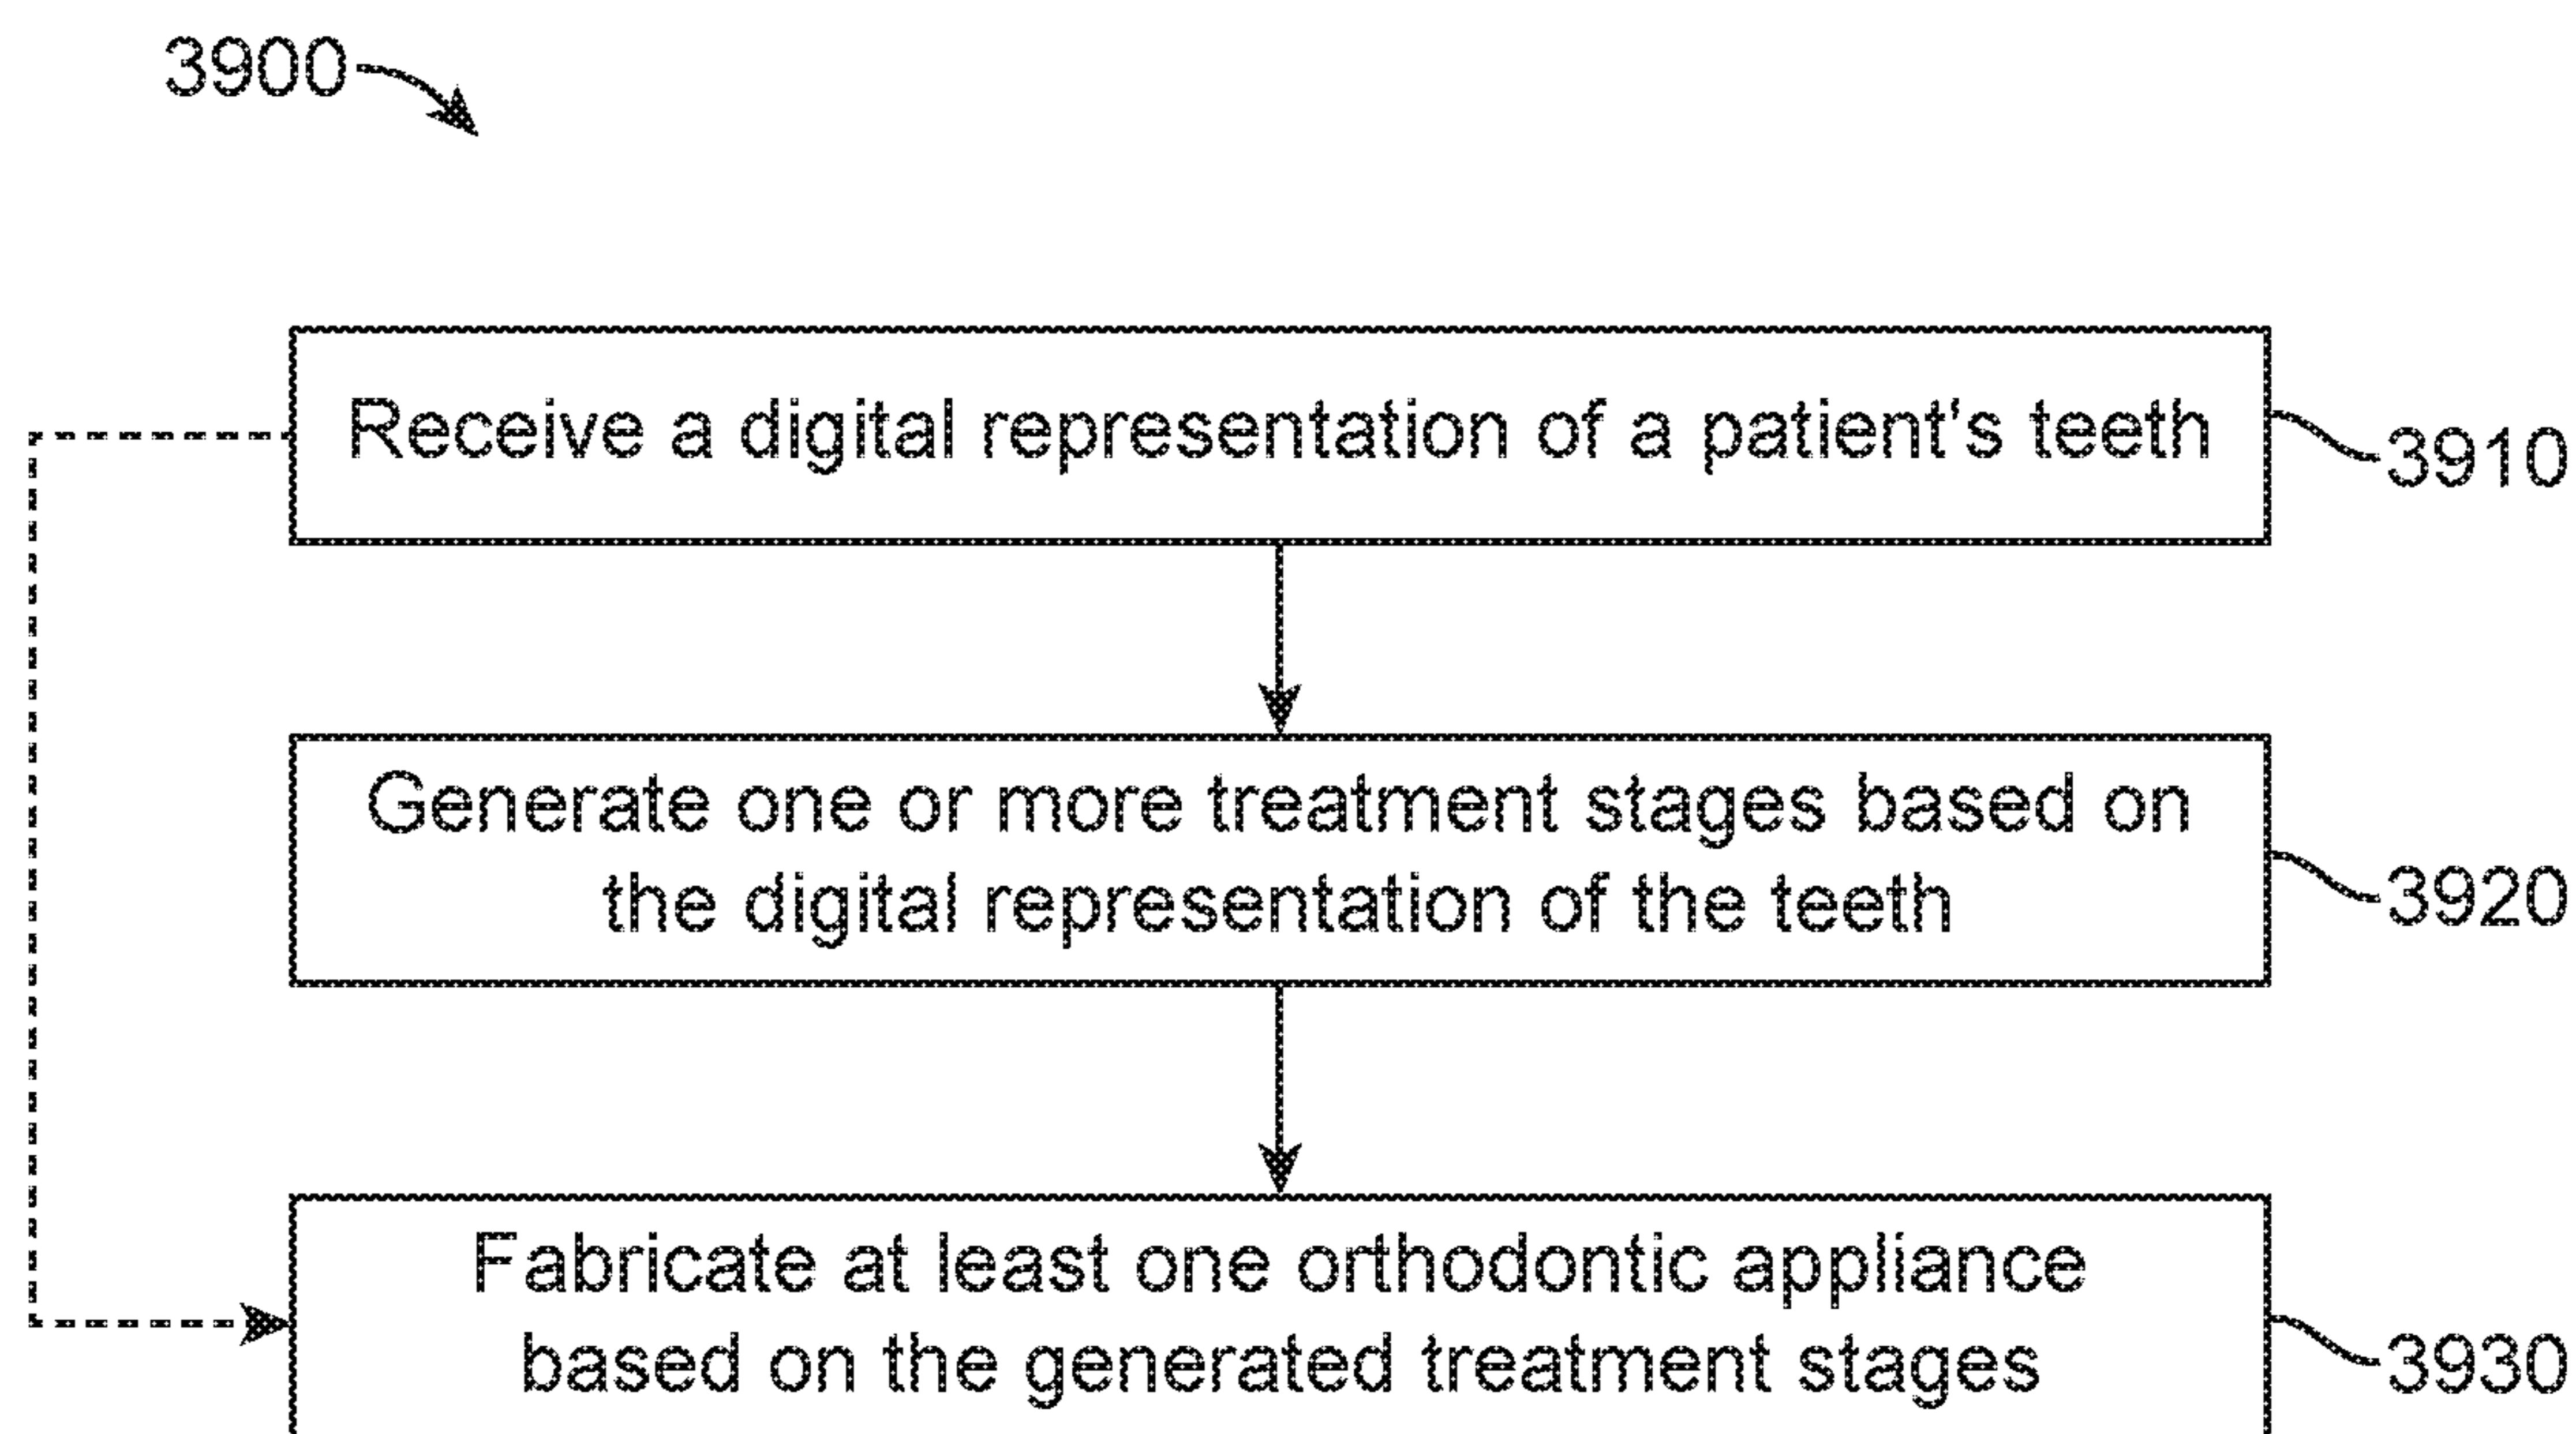 3900
Receive a digital representation of a patient's teeth
3910
Generate one or more treatment stages based on
the digital representation of the teeth
3920
Fabricate at least one orthodontic appliance
based on the generated treatment stages
3930